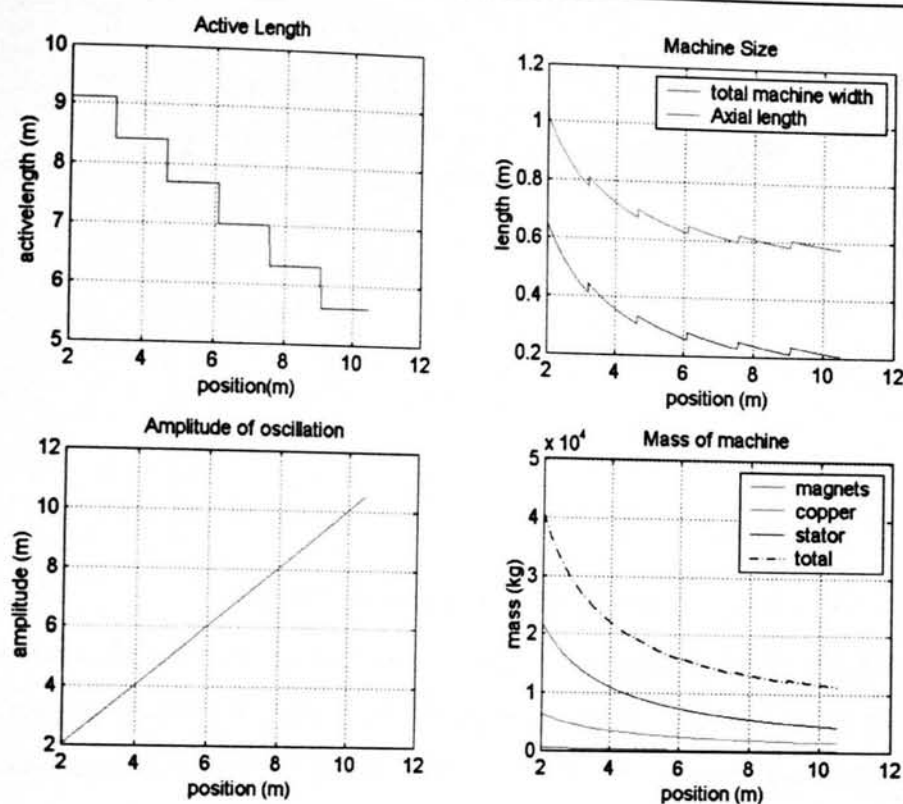 Active Length
10
9
8
7
6
5
2 4 6 8 10 12
activelength (m)
position(m)
Machine Size
total machine width
Axial length
1.2
1
0.8
0.6
0.4
0.2
2 4 6 8 10 12
length (m)
position (m)
Amplitude of oscillation
12
10
8
6
4
2
2 4 6 8 10 12
amplitude (m)
position (m)
Mass of machine
x 10^4
magnets
copper
stator
total
5
4
3
2
1
0
2 4 6 8 10 12
mass (kg)
position (m)